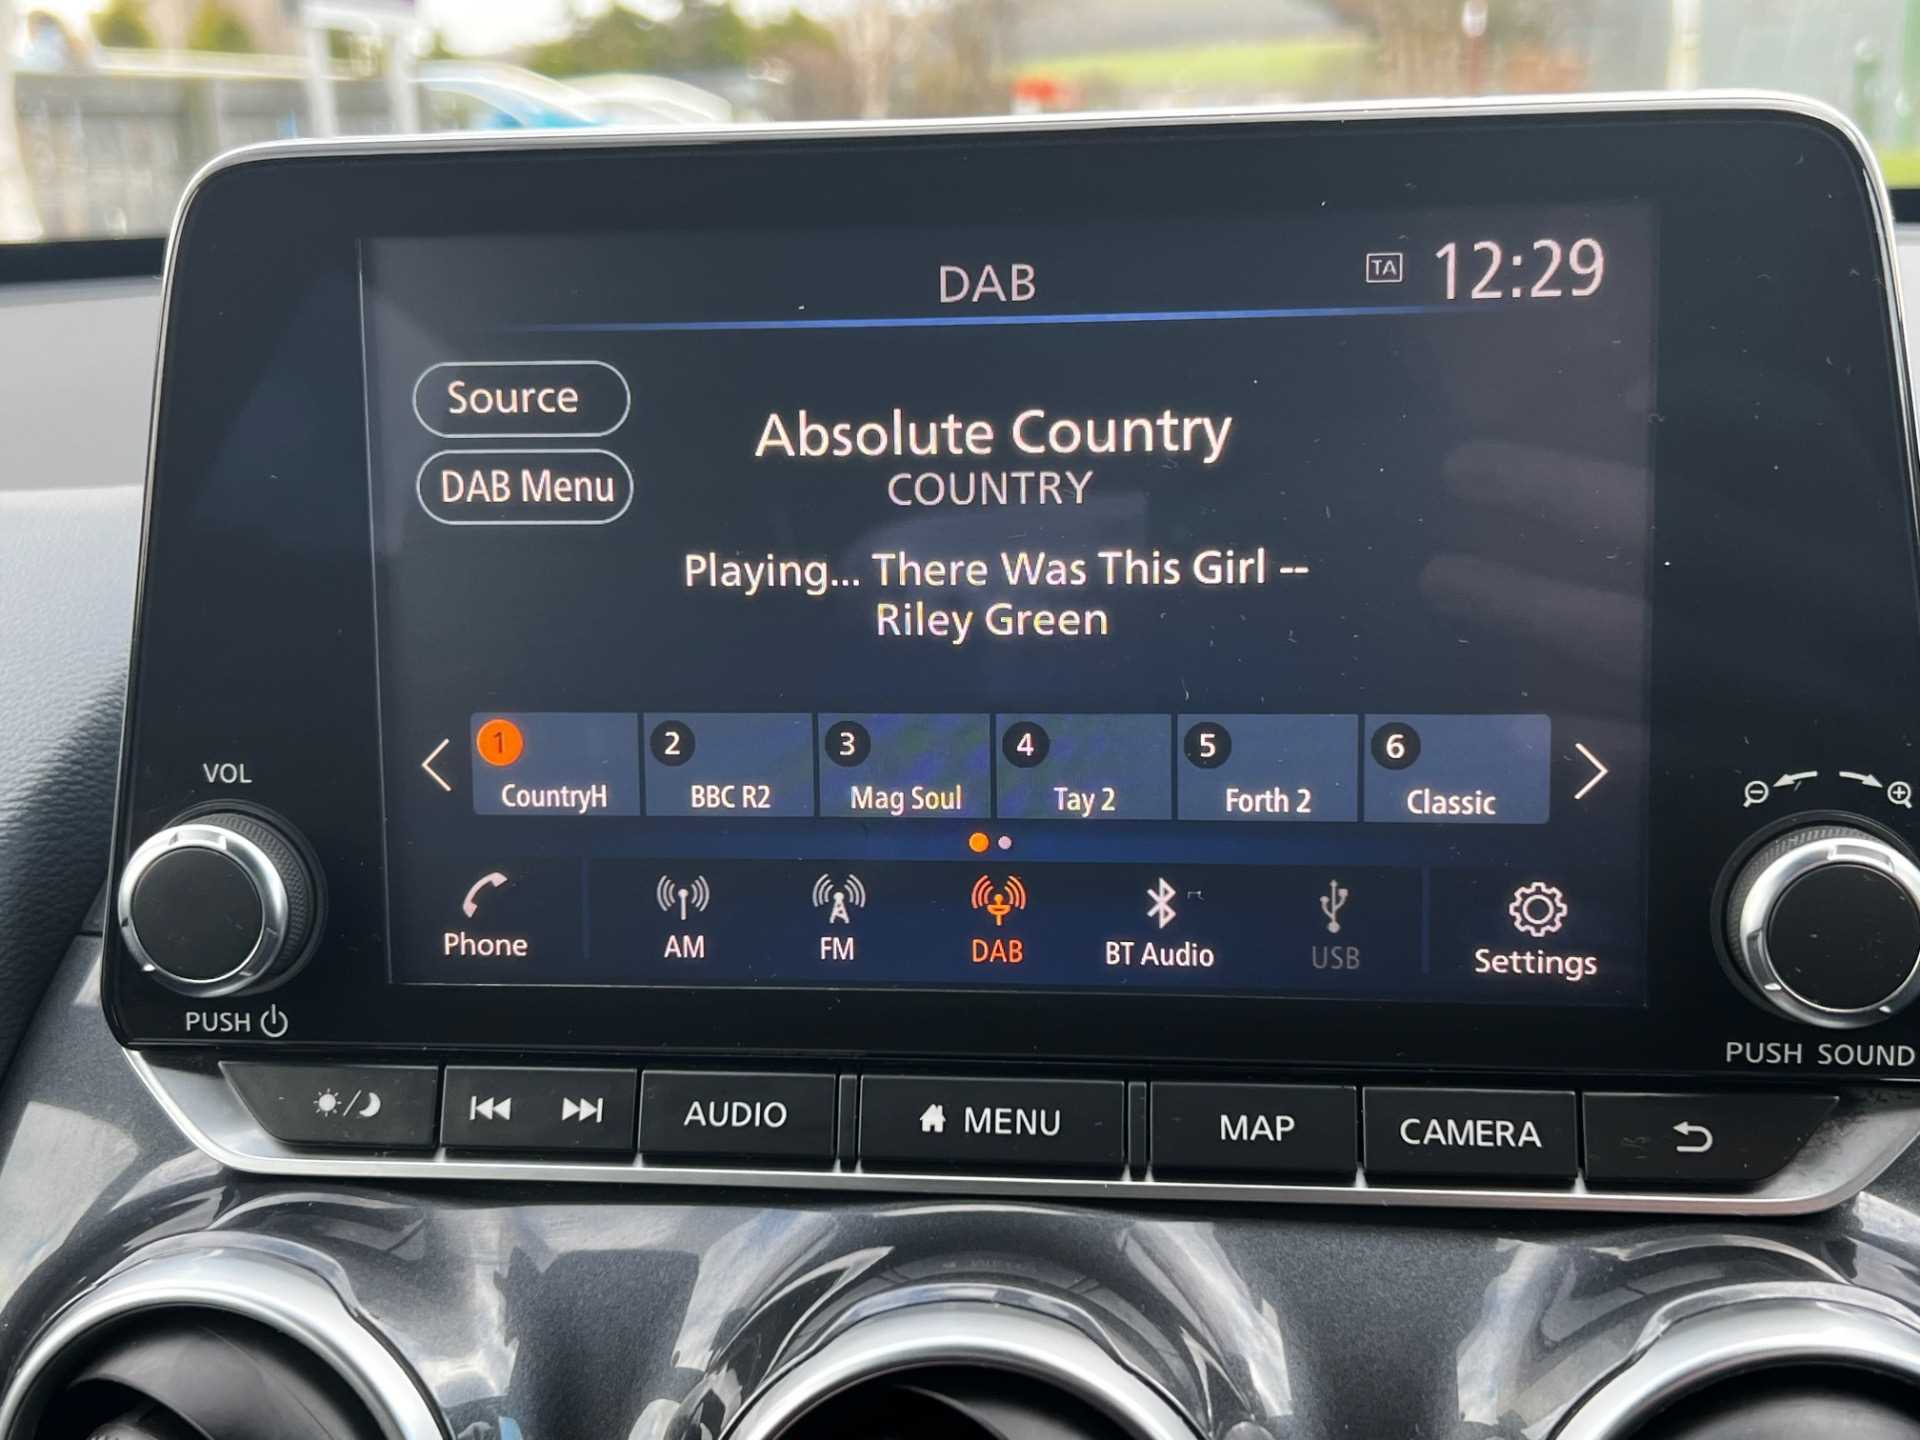 DAB
TA 12:29
Source
DAB Menu
Absolute Country
COUNTRY
Playing... There Was This Girl --
Riley Green
1 2 3 4 5 6
CountryH BBC R2 Mag Soul Tay 2 Forth 2 Classic
Phone AM FM DAB BT Audio USB Settings
VOL
PUSH
PUSH SOUND
AUDIO MENU MAP CAMERA